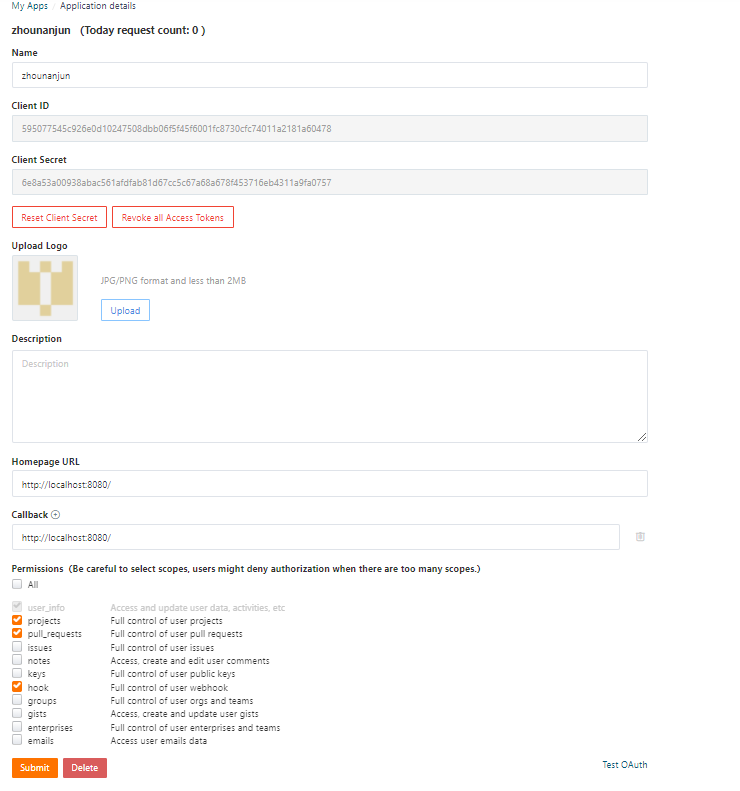 My Apps / Application details
zhounanjun (Today request count: 0 )
Name
zhounanjun
Client ID
595077545c926e0d10247508dbb06f5f45f6001fc8730cfc74011a2181a60478
Client Secret
6e8a53a00938abac561afdfab81d67cc5c67a68a678f453716eb4311a9fa0757
Reset Client Secret Revoke all Access Tokens
Upload Logo
JPG/PNG format and less than 2MB
Upload
Description
Description
Homepage URL
http://localhost:8080/
Callback
http://localhost:8080/
Permissions (Be careful to select scopes, users might deny authorization when there are too many scopes.)
All
user_info Access and update user data, activities, etc
projects Full control of user projects
pull_requests Full control of user pull requests
issues Full control of user issues
notes Access, create and edit user comments
keys Full control of user public keys
hook Full control of user webhook
groups Full control of user orgs and teams
gists Access, create and update user gists
enterprises Full control of user enterprises and teams
emails Access user emails data
Submit Delete Test OAuth